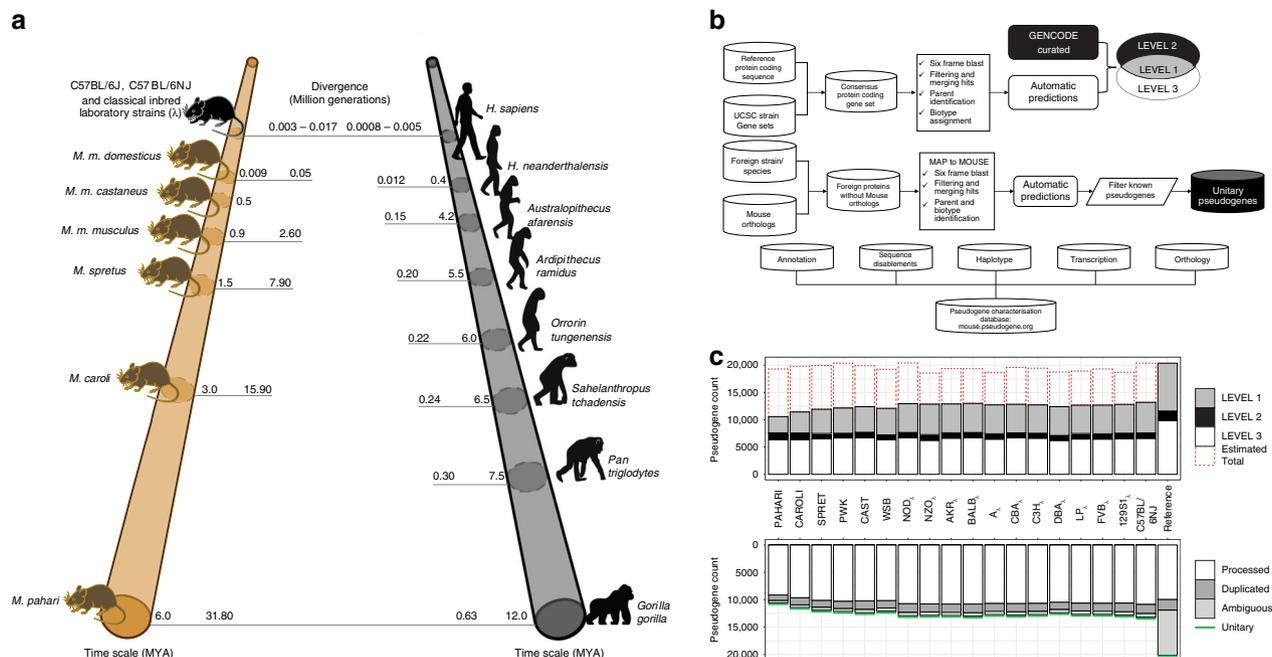 a
C57BL/6J, C57BL/6NJ
and classical inbred
laboratory strains (λ)
Divergence
(Million generations)
H. sapiens
0.003 – 0.017 0.0008 – 0.005
M. m. domesticus
0.009 0.05
0.012 0.4
H. neanderthalensis
M. m. castaneus
0.5
0.15 4.2
Australopithecus
afarensis
M. m. musculus
0.9 2.60
M. spretus
1.5 7.90
0.20 5.5
Ardipithecus
ramidus
0.22 6.0
Orrorin
tungenensis
M. caroli
3.0 15.90
0.24 6.5
Sahelanthropus
tchadensis
0.30 7.5
Pan
triglodytes
M. pahari
6.0 31.80
0.63 12.0
Gorilla
gorilla
Time scale (MYA)
Time scale (MYA)
b
Reference
protein coding
sequence
UCSC strain
Gene sets
Consensus
protein coding
gene set
✓ Six frame blast
✓ Filtering and
merging hits
✓ Parent
identification
✓ Biotype
assignment
GENCODE
curated
Automatic
predictions
LEVEL 2
LEVEL 1
LEVEL 3
Foreign strain/
species
Mouse
orthologs
Foreign proteins
without Mouse
orthologs
MAP to MOUSE
✓ Six frame blast
✓ Filtering and
merging hits
✓ Parent and
biotype
identification
Automatic
predictions
Filter known
pseudogenes
Unitary
pseudogenes
Annotation
Sequence
disablements
Haplotype
Transcription
Orthology
Pseudogene characterisation
database:
mouse.pseudogene.org
c
Pseudogene count
20,000
15,000
10,000
5000
0
LEVEL 1
LEVEL 2
LEVEL 3
Estimated
Total
PAHARI
CAROLI
SPRET
PWK
CAST
WSB
NODλ
NZOλ
AKRλ
BALBλ
Aλ
CBAλ
C3Hλ
DBAλ
LPλ
FVBλ
129S1λ
C57BL/
6NJ
Reference
Pseudogene count
0
5000
10,000
15,000
20,000
Processed
Duplicated
Ambiguous
Unitary